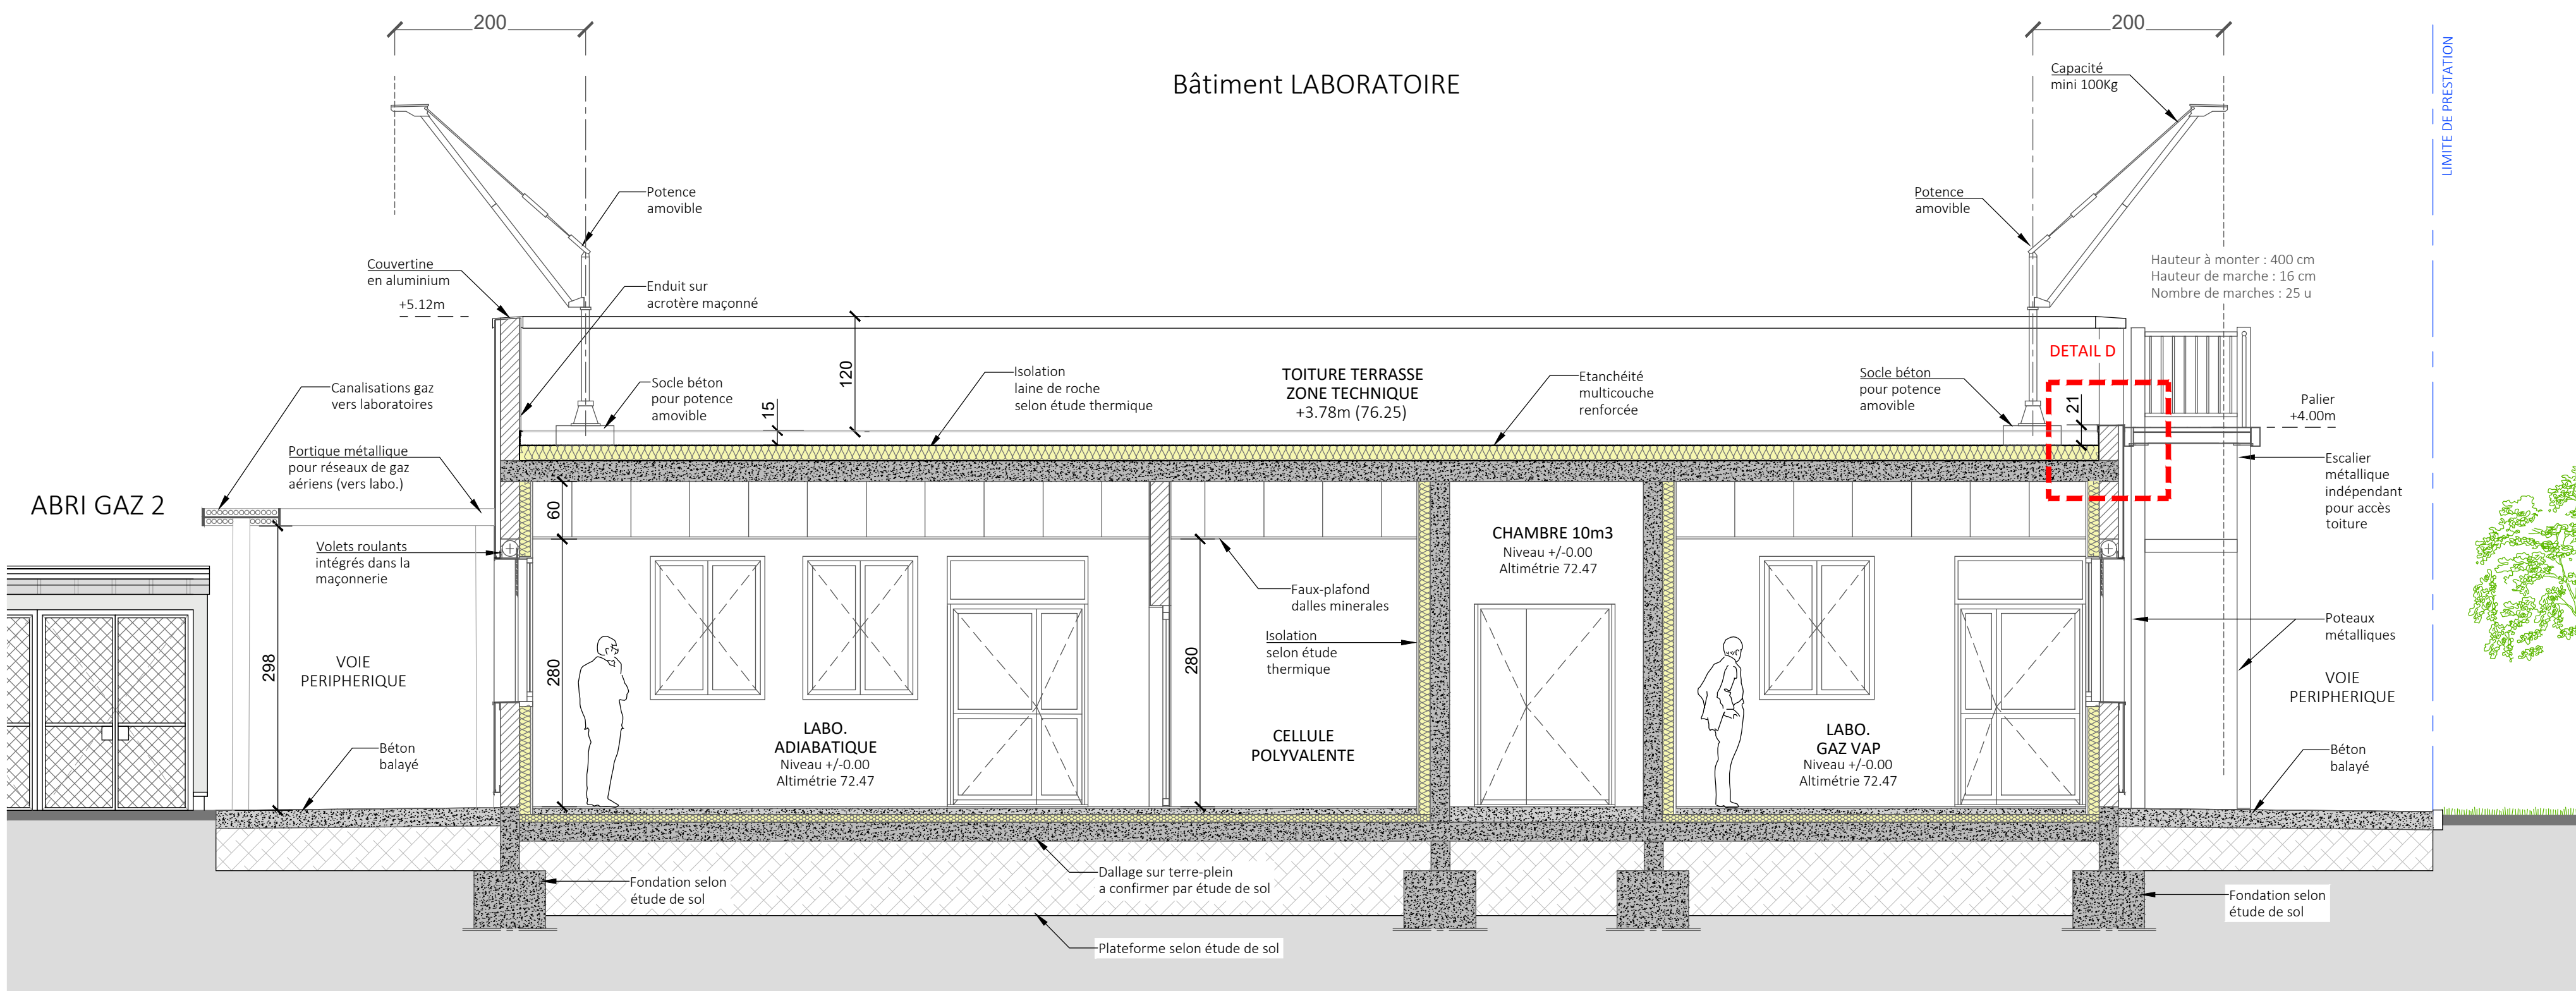 200
200
Bâtiment LABORATOIRE
Capacité
mini 100Kg
LIMITE DE PRESTATION
Potence
amovible
Potence
amovible
Couvertine
en aluminium
+5.12m
Enduit sur
acrotère maçonné
Hauteur à monter : 400 cm
Hauteur de marche : 16 cm
Nombre de marches : 25 u
DETAIL D
Canalisations gaz
vers laboratoires
Socle béton
pour potence
amovible
15
120
Isolation
laine de roche
selon étude thermique
TOITURE TERRASSE
ZONE TECHNIQUE
+3.78m (76.25)
Etanchéité
multicouche
renforcée
Socle béton
pour potence
amovible
21
Palier
+4.00m
Portique métallique
pour réseaux de gaz
aériens (vers labo.)
Escalier
métallique
indépendant
pour accès
toiture
ABRI GAZ 2
60
CHAMBRE 10m3
Niveau +/-0.00
Altimétrie 72.47
Volets roulants
intégrés dans la
maçonnerie
Faux-plafond
dalles minerales
Isolation
selon étude
thermique
Poteaux
métalliques
298
VOIE
PERIPHERIQUE
280
280
VOIE
PERIPHERIQUE
LABO.
ADIABATIQUE
Niveau +/-0.00
Altimétrie 72.47
CELLULE
POLYVALENTE
LABO.
GAZ VAP
Niveau +/-0.00
Altimétrie 72.47
Béton
balayé
Béton
balayé
Fondation selon
étude de sol
Dallage sur terre-plein
a confirmer par étude de sol
Fondation selon
étude de sol
Plateforme selon étude de sol